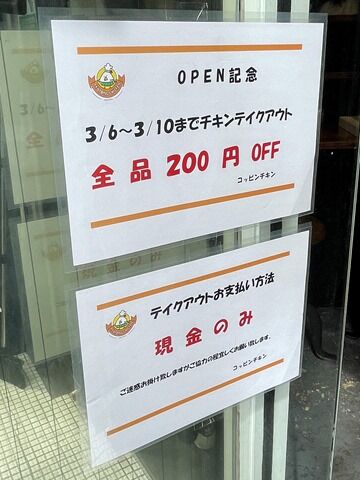 OPEN記念
3/6~3/10までチキンテイクアウト
全品 200 円 OFF
コッピンチキン
テイクアウトお支払い方法
現金のみ
ご迷惑お掛け致しますがご協力の程宜しくお願い致します。
コッピンチキン